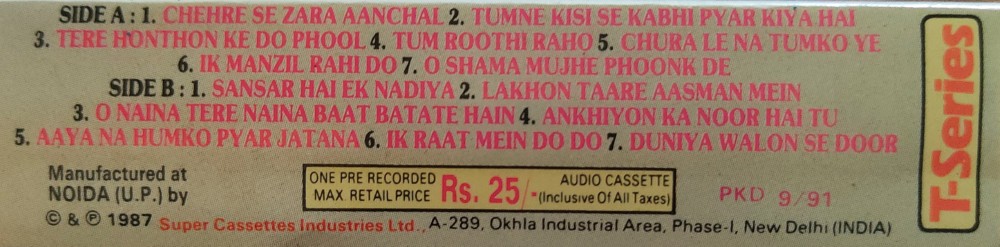 SIDE A : 1. CHEHRE SE ZARA AANCHAL 2. TUMNE KISI SE KABHI PYAR KIYA HAI
3. TERE HONTHON KE DO PHOOL 4. TUM ROOTHI RAHO 5. CHURA LE NA TUMKO YE
6. IK MANZIL RAHI DO 7. O SHAMA MUJHE PHOONK DE
SIDE B : 1. SANSAR HAI EK NADIYA 2. LAKHON TAARE AASMAN MEIN
3. O NAINA TERE NAINA BAAT BATATE HAIN 4. ANKHIYON KA NOOR HAI TU
5. AAYA NA HUMKO PYAR JATANA 6. IK RAAT MEIN DO DO 7. DUNIYA WALON SE DOOR
Manufactured at
NOIDA (U.P.) by
ONE PRE RECORDED
MAX. RETAIL PRICE
Rs. 25/-
AUDIO CASSETTE
(Inclusive Of All Taxes)
PKD 9/91
© & ℗ 1987 Super Cassettes Industries Ltd., A-289, Okhla Industrial Area, Phase-I, New Delhi (INDIA)
T-Series